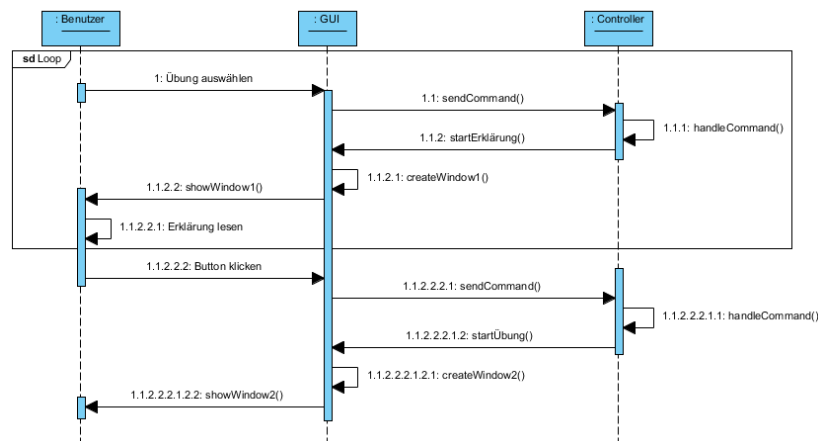 : Benutzer
: GUI
: Controller
sd Loop
1: Übung auswählen
1.1: sendCommand()
1.1.1: handleCommand()
1.1.2: startErklärung()
1.1.2.1: createWindow1()
1.1.2.2: showWindow1()
1.1.2.2.1: Erklärung lesen
1.1.2.2.2: Button klicken
1.1.2.2.2.1: sendCommand()
1.1.2.2.2.1.1: handleCommand()
1.1.2.2.2.1.2: startÜbung()
1.1.2.2.2.1.2.1: createWindow2()
1.1.2.2.2.1.2.2: showWindow2()